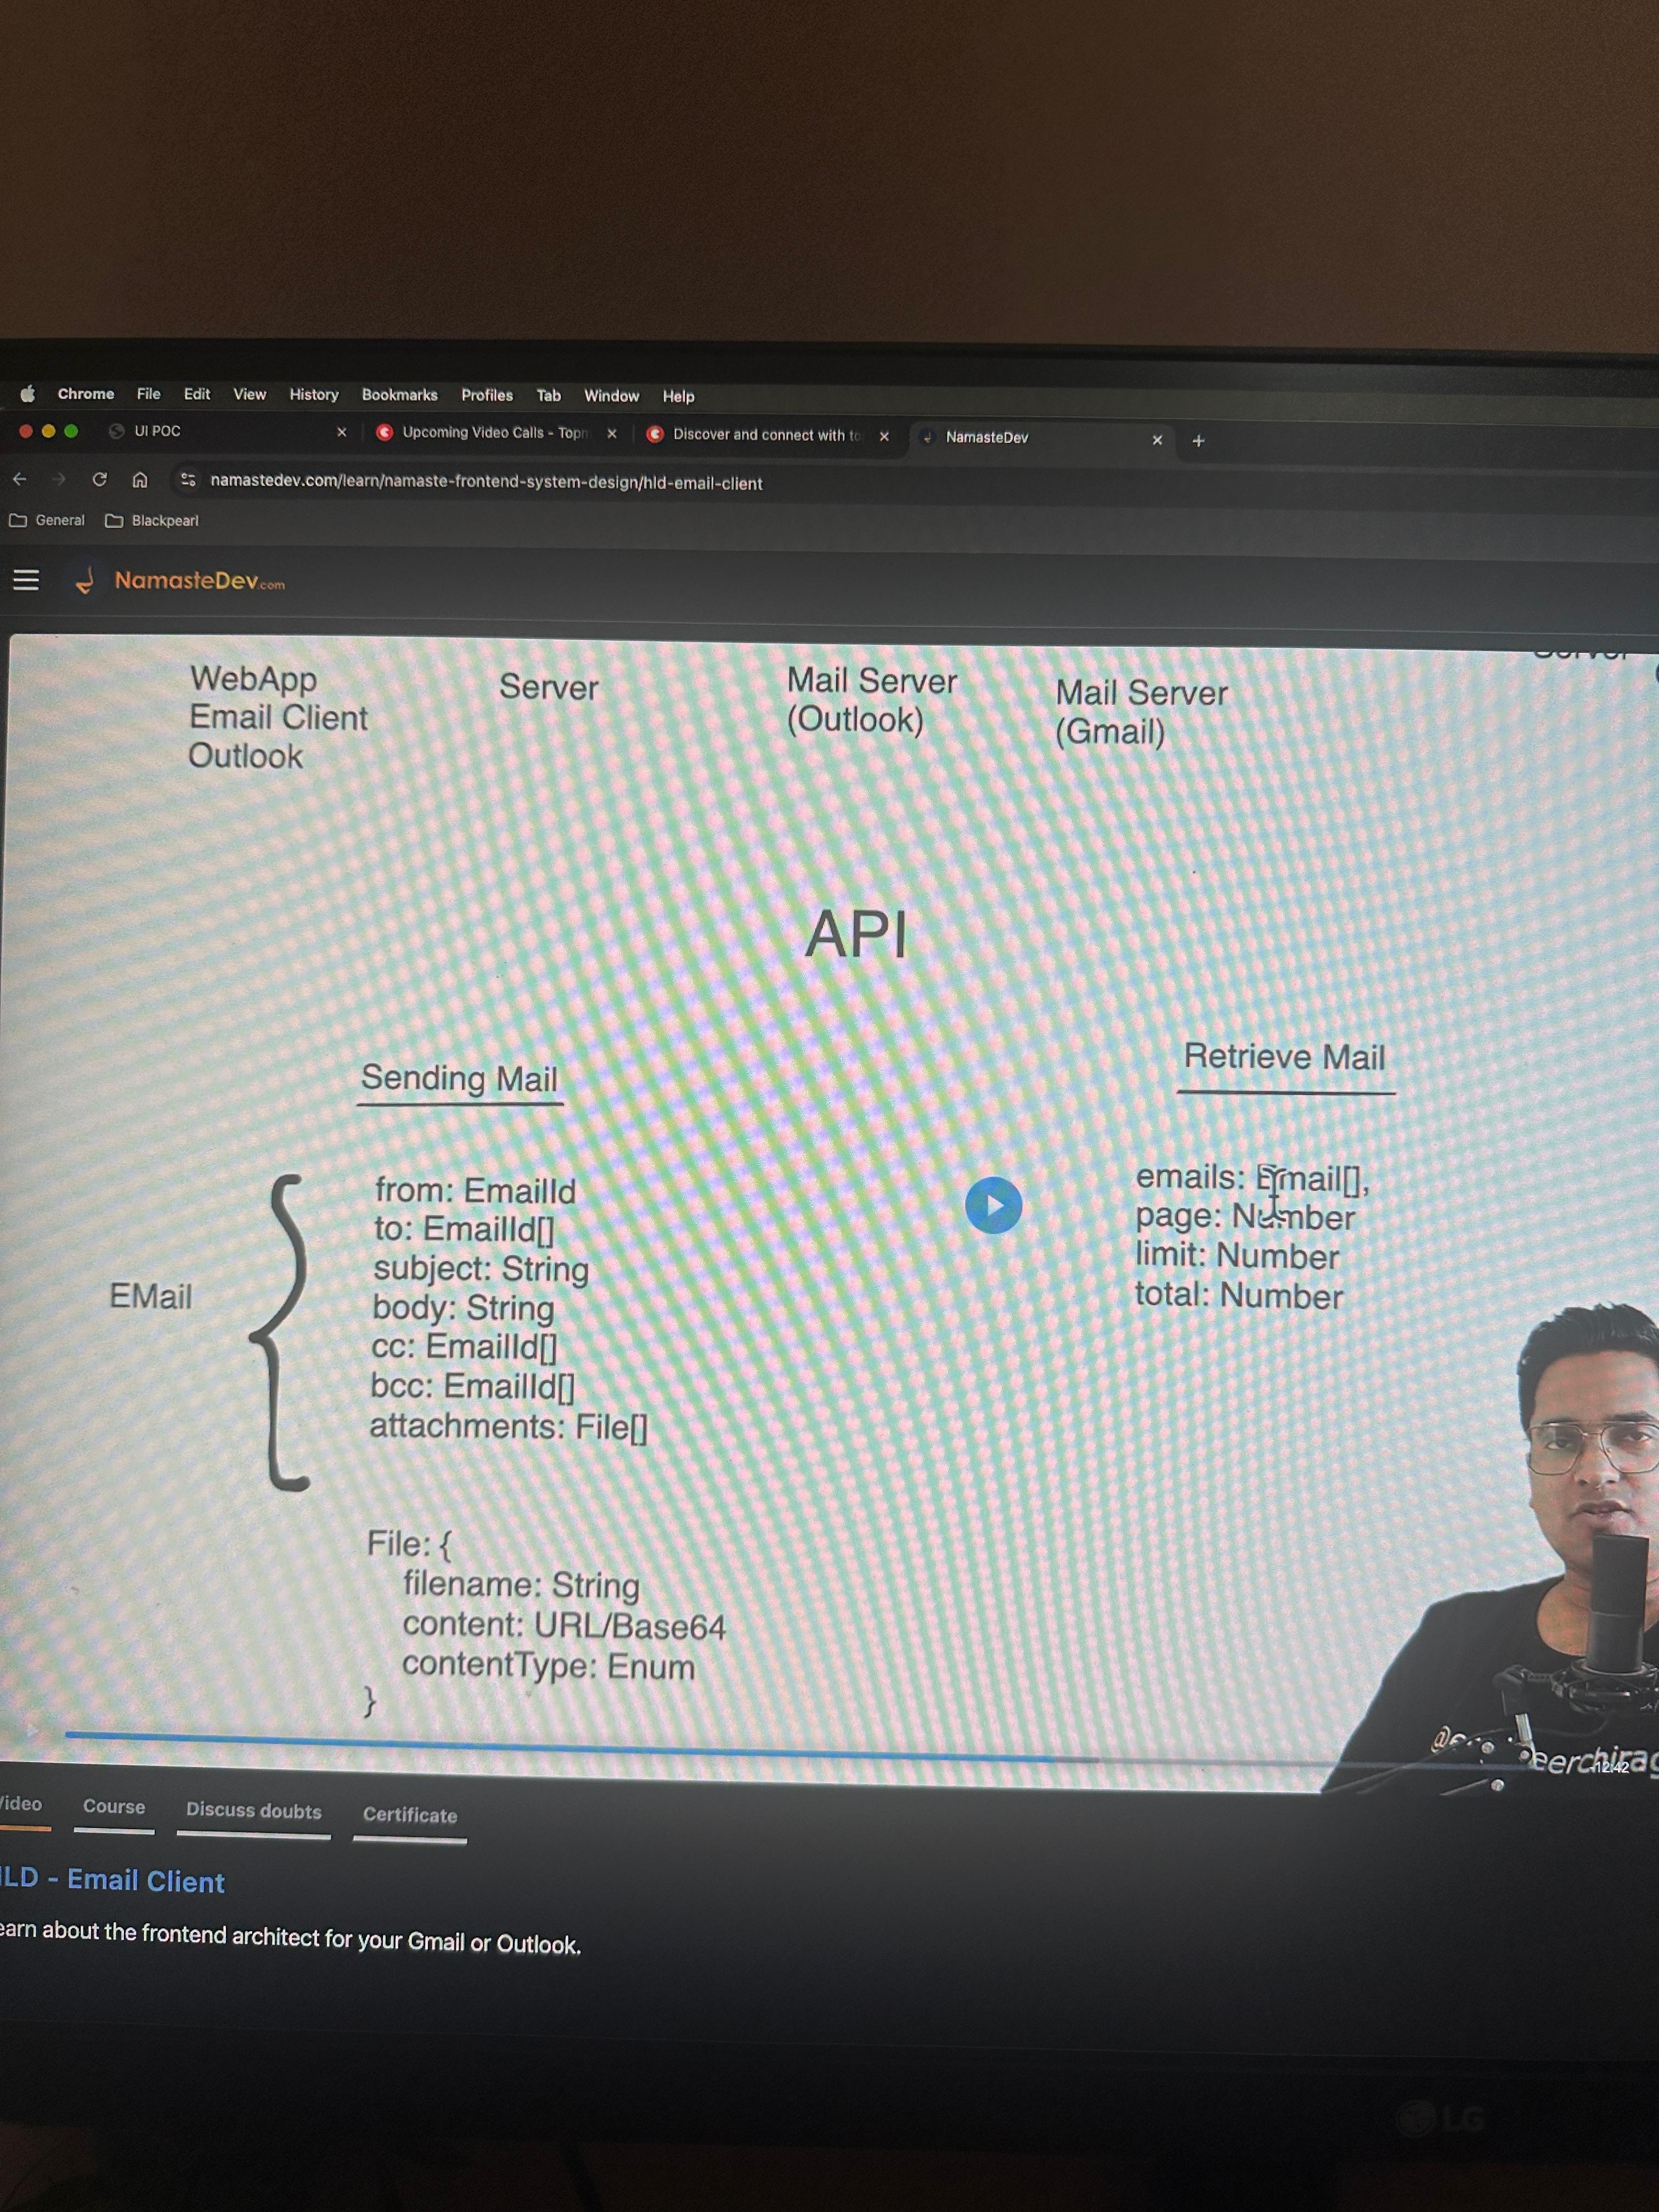 Chrome File Edit View History Bookmarks Profiles Tab Window Help
UI POC
Upcoming Video Calls - Topn
Discover and connect with to
NamasteDev
namastedev.com/learn/namaste-frontend-system-design/hld-email-client
General
Blackpearl
NamasteDev.com
WebApp
Email Client
Outlook
Server
Mail Server
(Outlook)
Mail Server
(Gmail)
API
Sending Mail
EMail
from: EmailId
to: EmailId[]
subject: String
body: String
cc: EmailId[]
bcc: EmailId[]
attachments: File[]
File: {
filename: String
content: URL/Base64
contentType: Enum
}
Retrieve Mail
emails: Email[],
page: Number
limit: Number
total: Number
eerchirag
-12:42
Video
Course
Discuss doubts
Certificate
LD - Email Client
earn about the frontend architect for your Gmail or Outlook.
LG